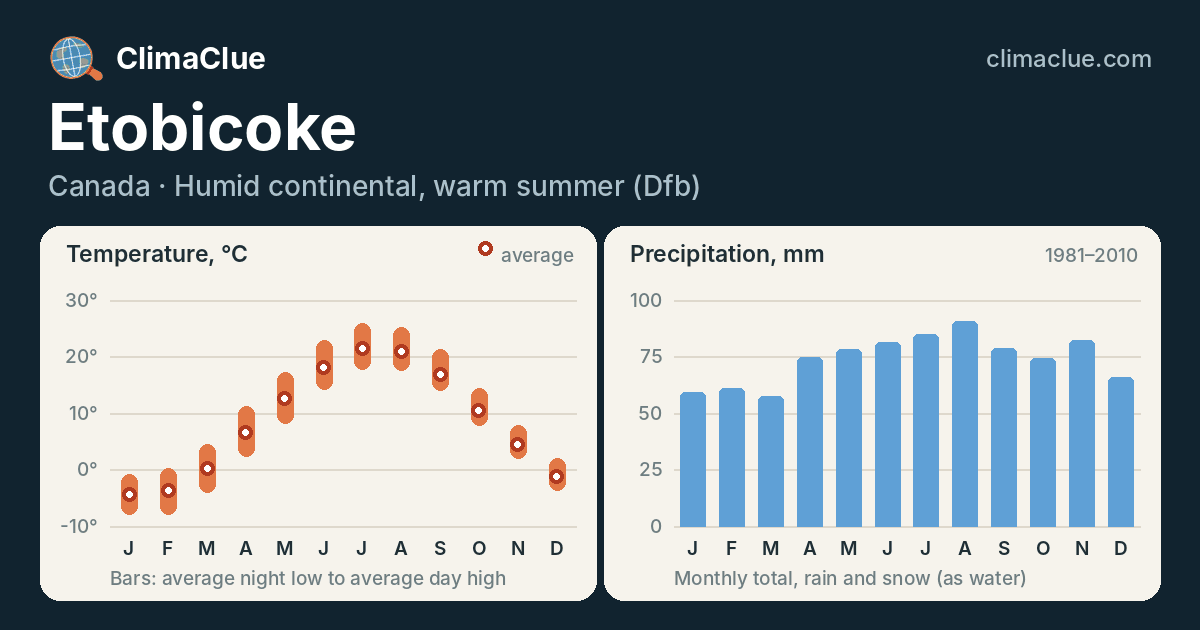 ClimaClue
climaclue.com
Etobicoke
Canada · Humid continental, warm summer (Dfb)
Temperature, °C
average
30°
20°
10°
0°
-10°
J F M A M J J A S O N D
Bars: average night low to average day high
Precipitation, mm
1981–2010
100
75
50
25
0
J F M A M J J A S O N D
Monthly total, rain and snow (as water)